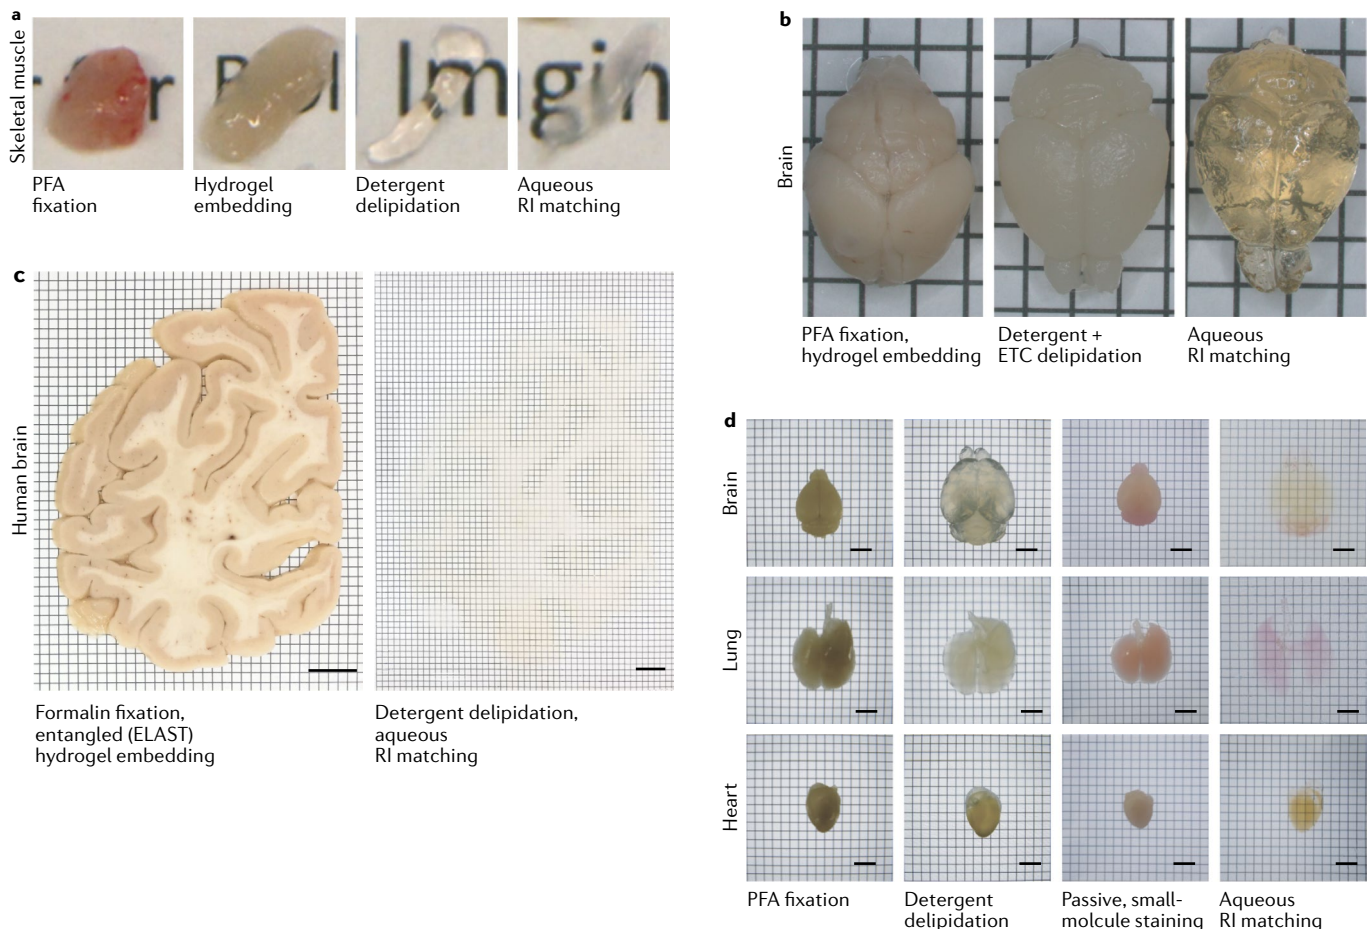 a
Skeletal muscle
PFA
fixation
Hydrogel
embedding
Imagin
Detergent
delipidation
Aqueous
RI matching
b
Brain
PFA fixation,
hydrogel embedding
Detergent +
ETC delipidation
Aqueous
RI matching
c
Human brain
Formalin fixation,
entangled (ELAST)
hydrogel embedding
Detergent delipidation,
aqueous
RI matching
d
Brain
Lung
Heart
PFA fixation
Detergent
delipidation
Passive, small-
molcule staining
Aqueous
RI matching